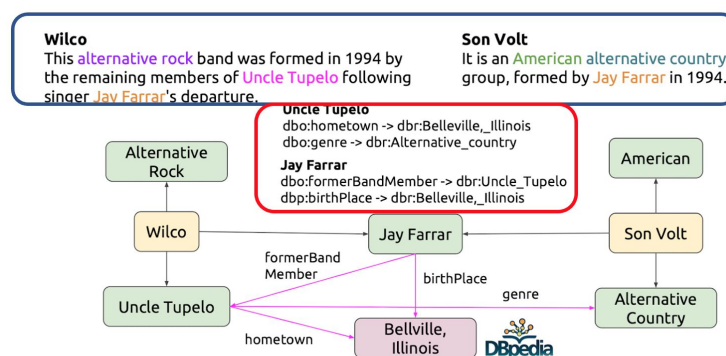 Wilco
This alternative rock band was formed in 1994 by
the remaining members of Uncle Tupelo following
singer Jay Farrar's departure.
Son Volt
It is an American alternative country
group, formed by Jay Farrar in 1994.
Uncle Tupelo
dbo:hometown -> dbr:Belleville,_Illinois
dbo:genre -> dbr:Alternative_country
Jay Farrar
dbo:formerBandMember -> dbr:Uncle_Tupelo
dbp:birthPlace -> dbr:Belleville,_Illinois
Alternative
Rock
American
Wilco
Jay Farrar
Son Volt
formerBand
Member
birthPlace
genre
Uncle Tupelo
Alternative
Country
hometown
Bellville,
Illinois
DBpedia